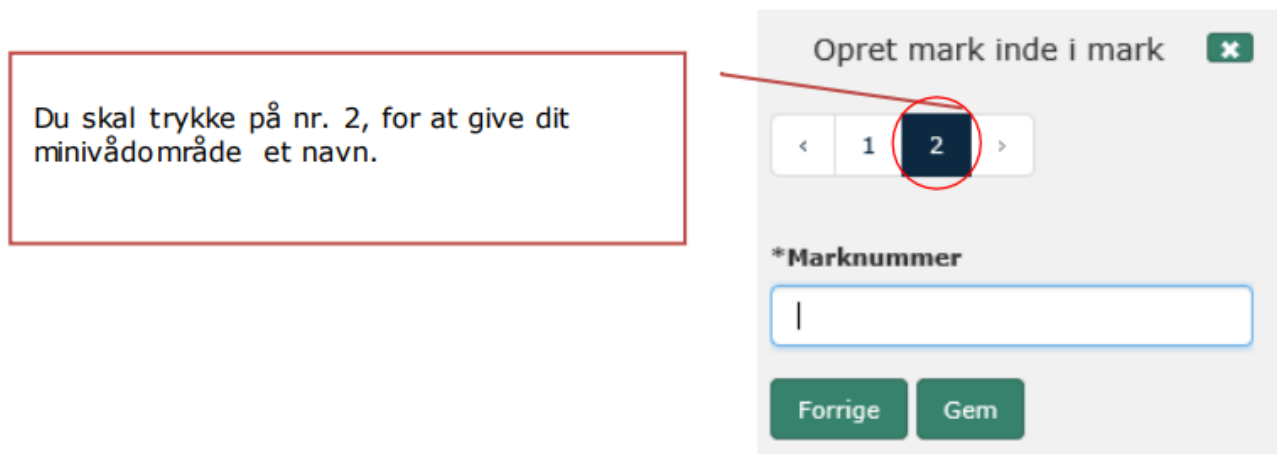 Du skal trykke på nr. 2, for at give dit
minivådområde et navn.
Opret mark inde i mark
‹ 1 2 ›
*Marknummer
Forrige Gem